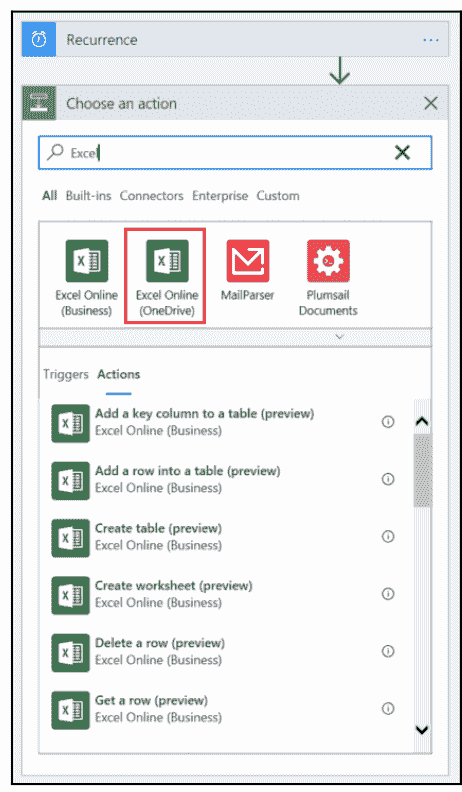 Recurrence
Choose an action
Excel
All Built-ins Connectors Enterprise Custom
Excel Online (Business)
Excel Online (OneDrive)
MailParser
Plumsail Documents
Triggers Actions
Add a key column to a table (preview)
Excel Online (Business)
Add a row into a table (preview)
Excel Online (Business)
Create table (preview)
Excel Online (Business)
Create worksheet (preview)
Excel Online (Business)
Delete a row (preview)
Excel Online (Business)
Get a row (preview)
Excel Online (Business)